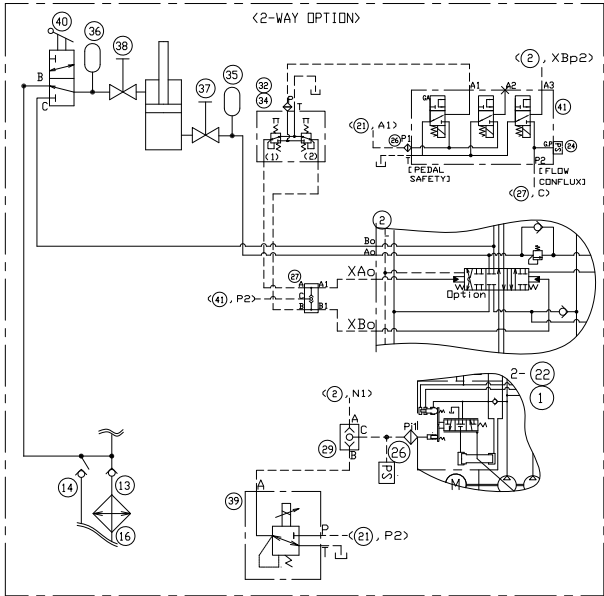 <2-WAY OPTION>
40
36
38
37
35
B
C
32
34
P
T
(1) (2)
(2, XBp2)
A1 A2 A3
41
(21, A1)
26 P1
T
G.P
PS
24
P2
[PEDAL
SAFETY]
[FLOW
CONFLUX]
(27, C)
2
Bo
Ao
27
XAo
A A1
(41, P2) C
B B1
XBo
Option
2- 22
1
(2, N1)
A
C
Pi1
29
B
26
PS
M
14
13
16
39
A
P
(21, P2)
T